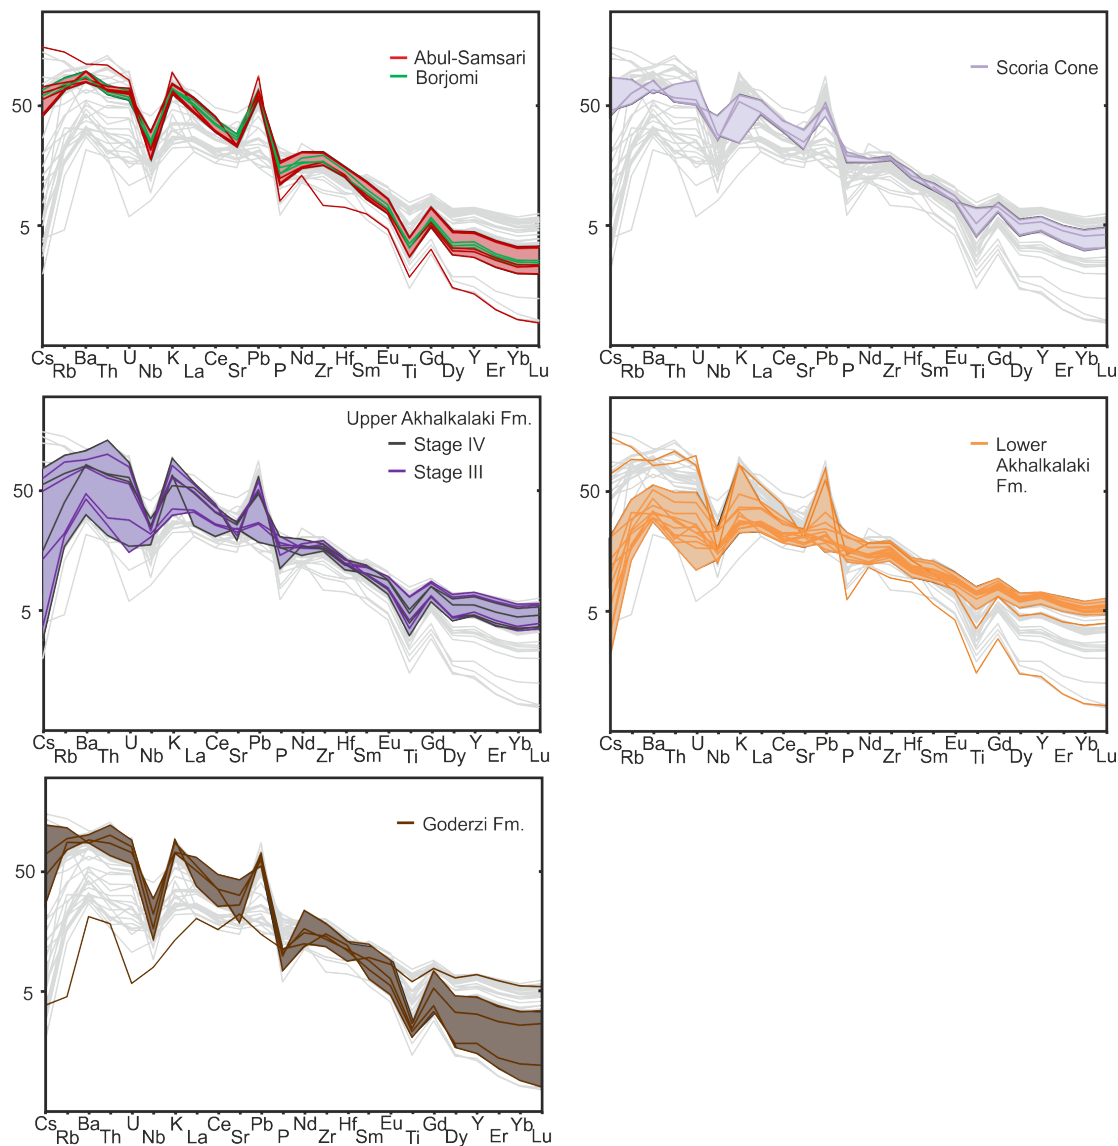 Abul-Samsari
Borjomi
50
5
Cs Ba U K Ce Pb Nd Hf Eu Gd Y Yb
Rb Th Nb La Sr P Zr Sm Ti Dy Er Lu
Scoria Cone
50
5
Cs Ba U K Ce Pb Nd Hf Eu Gd Y Yb
Rb Th Nb La Sr P Zr Sm Ti Dy Er Lu
Upper Akhalkalaki Fm.
Stage IV
Stage III
50
5
Cs Ba U K Ce Pb Nd Hf Eu Gd Y Yb
Rb Th Nb La Sr P Zr Sm Ti Dy Er Lu
Lower
Akhalkalaki
Fm.
50
5
Cs Ba U K Ce Pb Nd Hf Eu Gd Y Yb
Rb Th Nb La Sr P Zr Sm Ti Dy Er Lu
Goderzi Fm.
50
5
Cs Ba U K Ce Pb Nd Hf Eu Gd Y Yb
Rb Th Nb La Sr P Zr Sm Ti Dy Er Lu